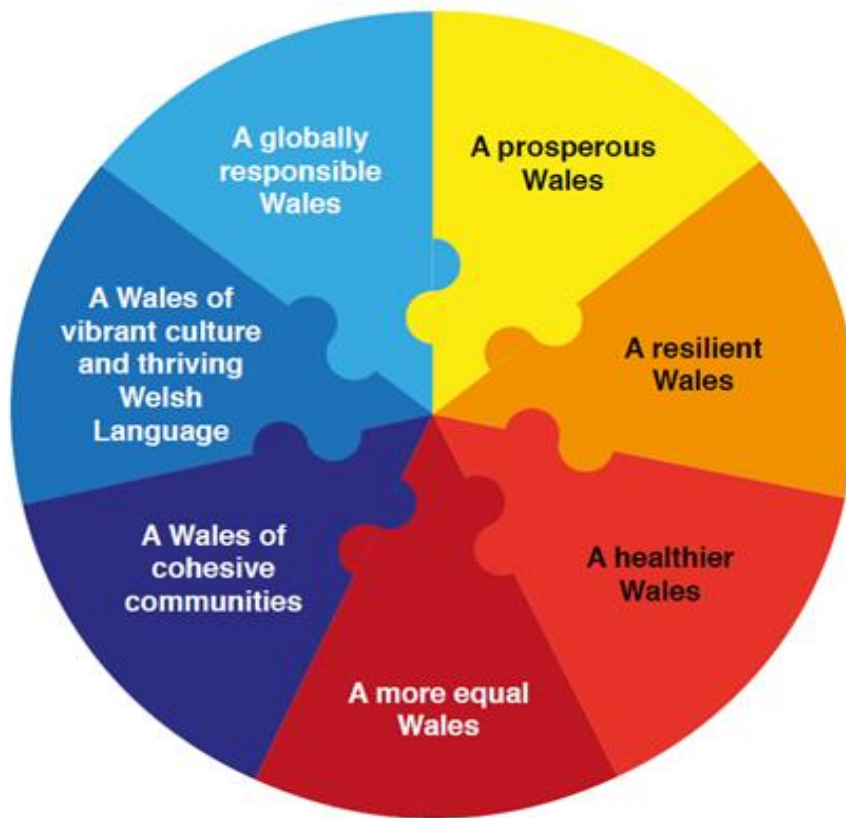 A prosperous
Wales
A resilient
Wales
A healthier
Wales
A more equal
Wales
A Wales of
cohesive
communities
A Wales of
vibrant culture
and thriving
Welsh
Language
A globally
responsible
Wales